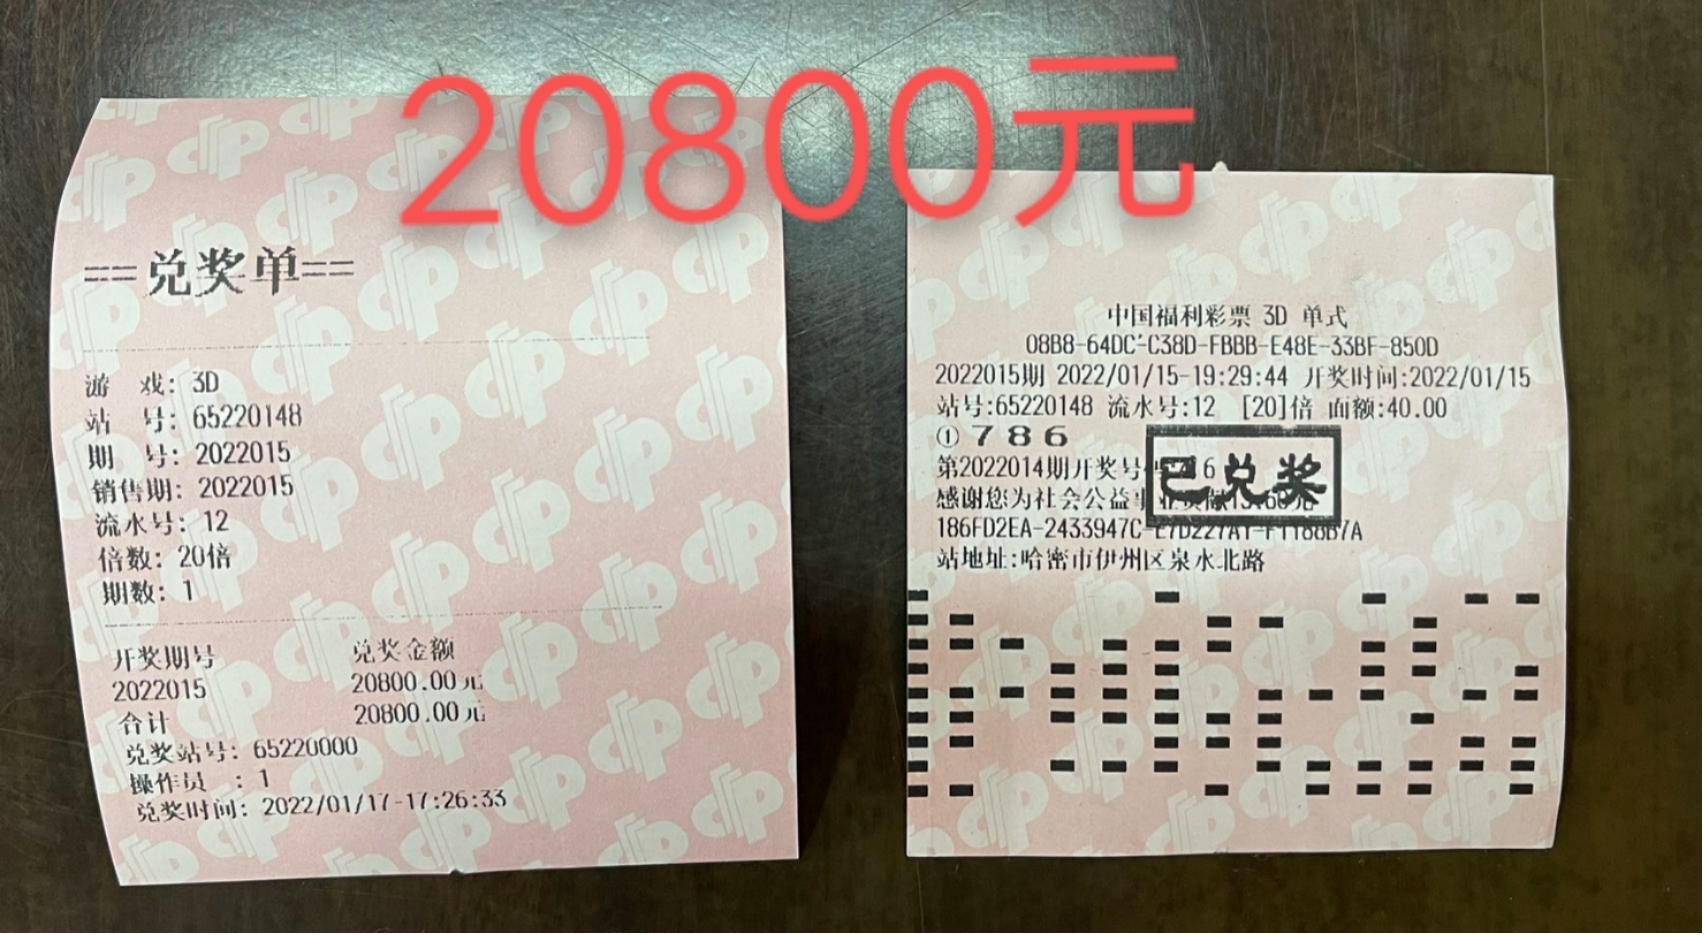 20800元
==兑奖单==
游 戏: 3D
站 号: 65220148
期 号: 2022015
销售期: 2022015
流水号: 12
倍数: 20倍
期数: 1
开奖期号 兑奖金额
2022015 20800.00元
合计 20800.00元
兑奖站号: 65220000
操作员 : 1
兑奖时间: 2022/01/17-17:26:33
中国福利彩票 3D 单式
08B8-64DC-C38D-FBBB-E48E-33BF-850D
2022015期 2022/01/15-19:29:44 开奖时间:2022/01/15
站号:65220148 流水号:12 [20]倍 面额:40.00
① 7 8 6
第2022014期开奖号
已兑奖
感谢您为社会公益
186FD2EA-2433947C-
站地址:哈密市伊州区泉水北路